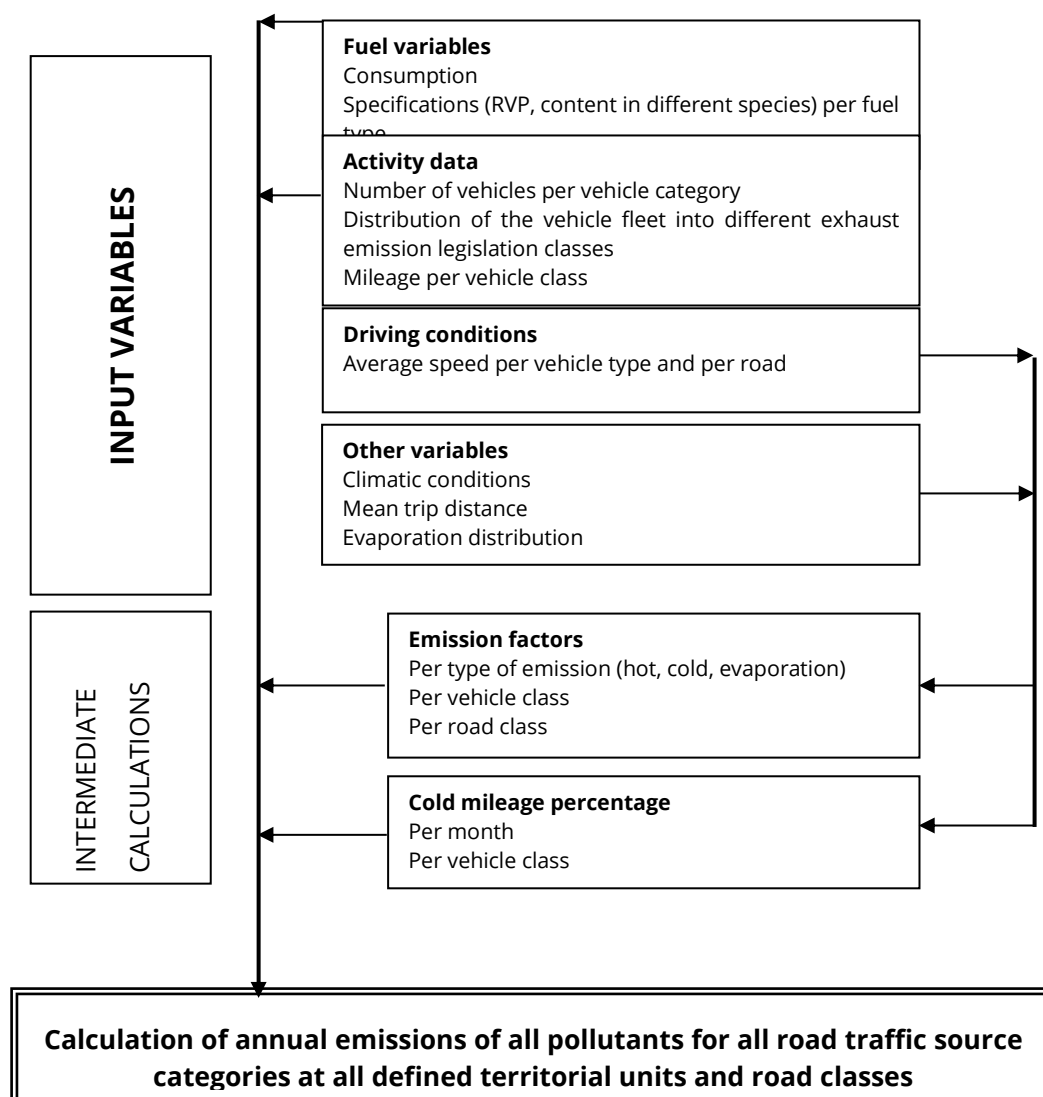 INPUT VARIABLES
Fuel variables
Consumption
Specifications (RVP, content in different species) per fuel
type
Activity data
Number of vehicles per vehicle category
Distribution of the vehicle fleet into different exhaust
emission legislation classes
Mileage per vehicle class
Driving conditions
Average speed per vehicle type and per road
Other variables
Climatic conditions
Mean trip distance
Evaporation distribution
INTERMEDIATE
CALCULATIONS
Emission factors
Per type of emission (hot, cold, evaporation)
Per vehicle class
Per road class
Cold mileage percentage
Per month
Per vehicle class
Calculation of annual emissions of all pollutants for all road traffic source
categories at all defined territorial units and road classes